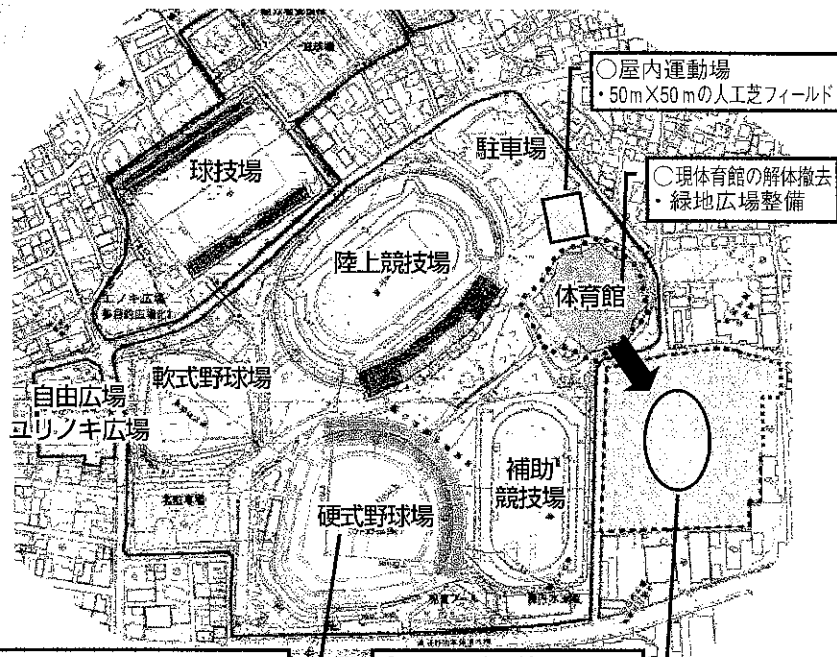 ○屋内運動場
・50m×50mの人工芝フィールド
駐車場
球技場
○現体育館の解体撤去
・緑地広場整備
陸上競技場
体育館
エノキ広場
軟式野球場
自由広場
ユリノキ広場
補助
競技場
硬式野球場
北駐車場